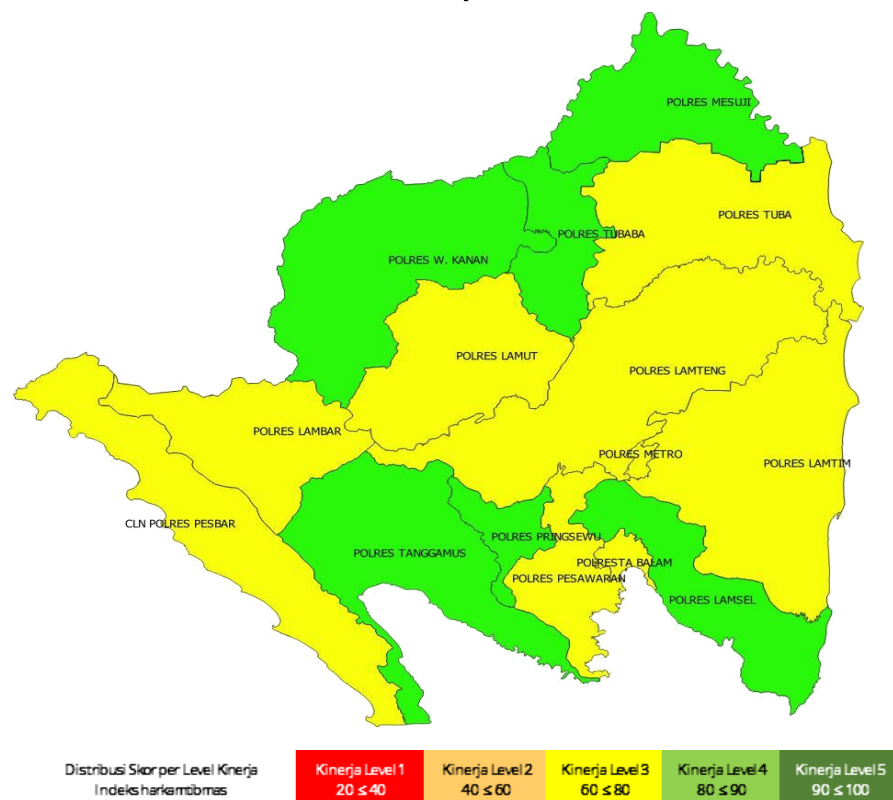 POLRES MESUJI
POLRES TUBA
POLRES TUBABA
POLRES W. KANAN
POLRES LAMUT
POLRES LAMTENG
POLRES LAMBAR
POLRES METRO
POLRES LAMTIM
CLN POLRES PESBAR
POLRES PRINGSEWU
POLRES TANGGAMUS
POLRESTA BALAM
POLRES PESAWARAN
POLRES LAMSEL
Distribusi Skor per Level Kinerja
Indeks harkamtibmas
Kinerja Level 1
20 ≤ 40
Kinerja Level 2
40 ≤ 60
Kinerja Level 3
60 ≤ 80
Kinerja Level 4
80 ≤ 90
Kinerja Level 5
90 ≤ 100